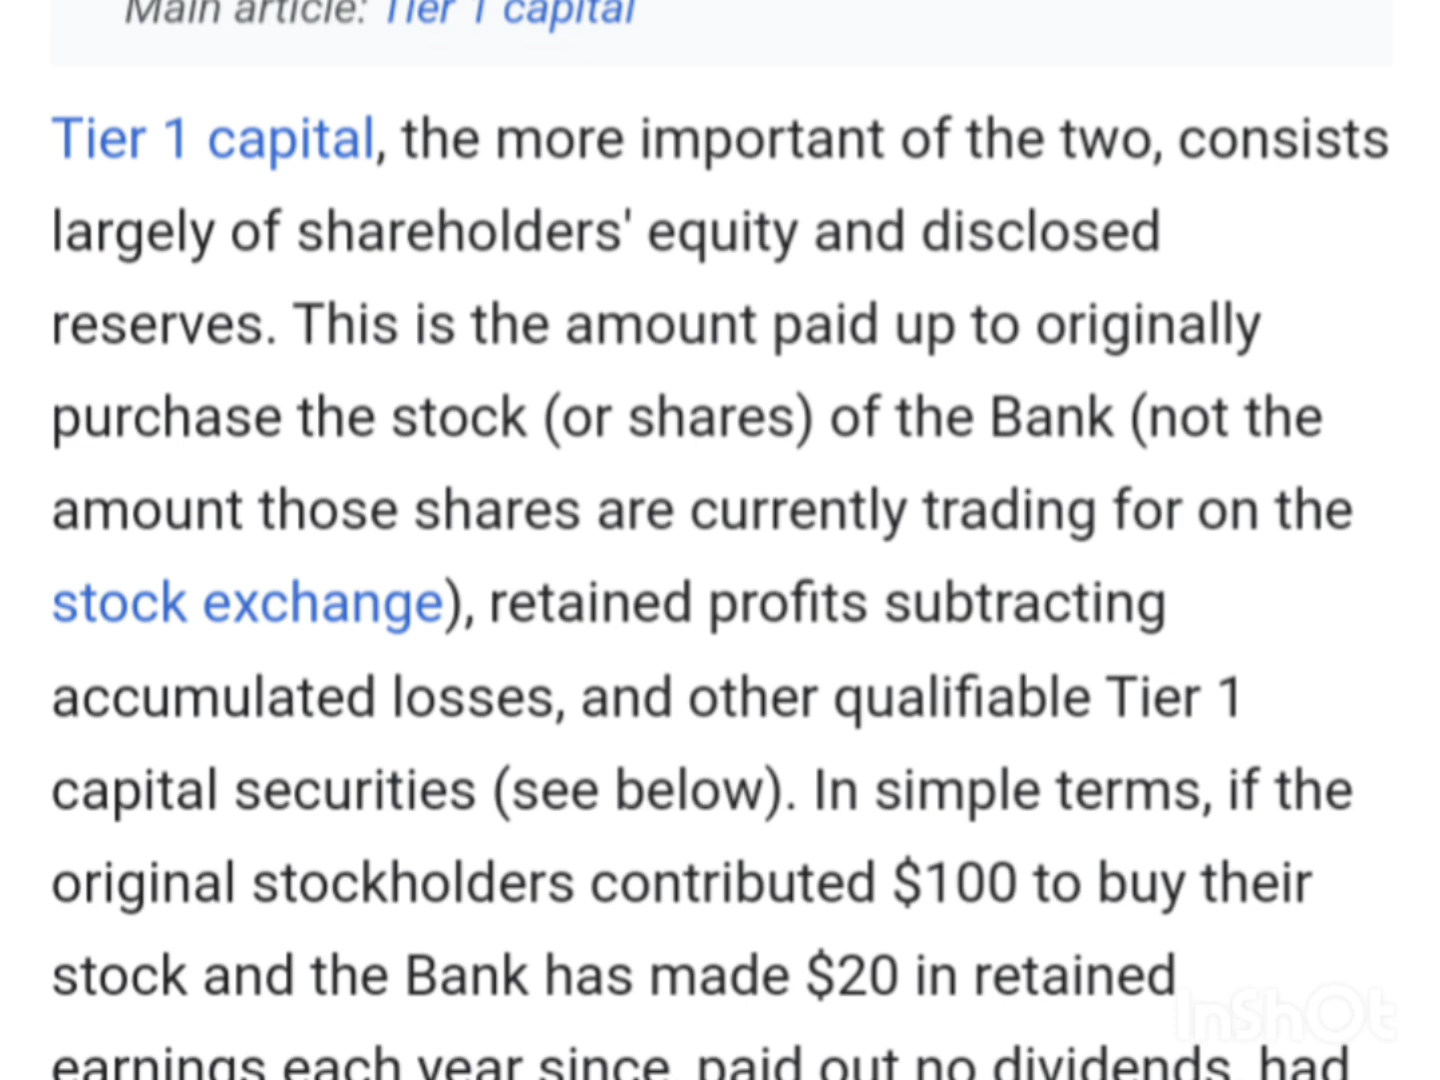 Main article: Tier 1 capital
Tier 1 capital, the more important of the two, consists
largely of shareholders' equity and disclosed
reserves. This is the amount paid up to originally
purchase the stock (or shares) of the Bank (not the
amount those shares are currently trading for on the
stock exchange), retained profits subtracting
accumulated losses, and other qualifiable Tier 1
capital securities (see below). In simple terms, if the
original stockholders contributed $100 to buy their
stock and the Bank has made $20 in retained
InShOt
earnings each year since, paid out no dividends, had